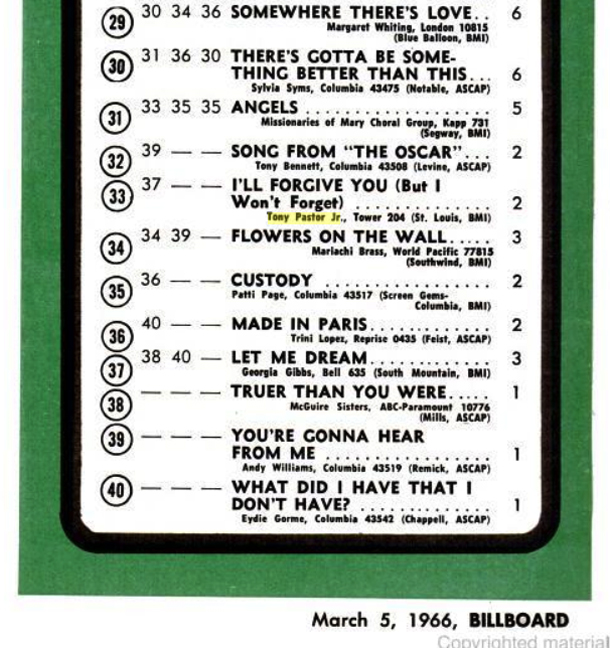 29 30 34 36 SOMEWHERE THERE'S LOVE.. 6
Margaret Whiting, London 10815
(Blue Balloon, BMI)
30 31 36 30 THERE'S GOTTA BE SOME-
THING BETTER THAN THIS... 6
Sylvia Syms, Columbia 43475 (Notable, ASCAP)
31 33 35 35 ANGELS .................. 5
Missionaries of Mary Choral Group, Kapp 731
(Segway, BMI)
32 39 — — SONG FROM "THE OSCAR"... 2
Tony Bennett, Columbia 43508 (Levine, ASCAP)
33 37 — — I'LL FORGIVE YOU (But I
Won't Forget) .............. 2
Tony Pastor Jr., Tower 204 (St. Louis, BMI)
34 34 39 — FLOWERS ON THE WALL..... 3
Mariachi Brass, World Pacific 77815
(Southwind, BMI)
35 36 — — CUSTODY ................. 2
Patti Page, Columbia 43517 (Screen Gems-
Columbia, BMI)
36 40 — — MADE IN PARIS............ 2
Trini Lopez, Reprise 0435 (Feist, ASCAP)
37 38 40 — LET ME DREAM............ 3
Georgia Gibbs, Bell 635 (South Mountain, BMI)
38 — — — TRUER THAN YOU WERE..... 1
McGuire Sisters, ABC-Paramount 10776
(Mills, ASCAP)
39 — — — YOU'RE GONNA HEAR
FROM ME ................. 1
Andy Williams, Columbia 43519 (Remick, ASCAP)
40 — — — WHAT DID I HAVE THAT I
DON'T HAVE? .............. 1
Eydie Gorme, Columbia 43542 (Chappell, ASCAP)
March 5, 1966, BILLBOARD
Copyrighted material